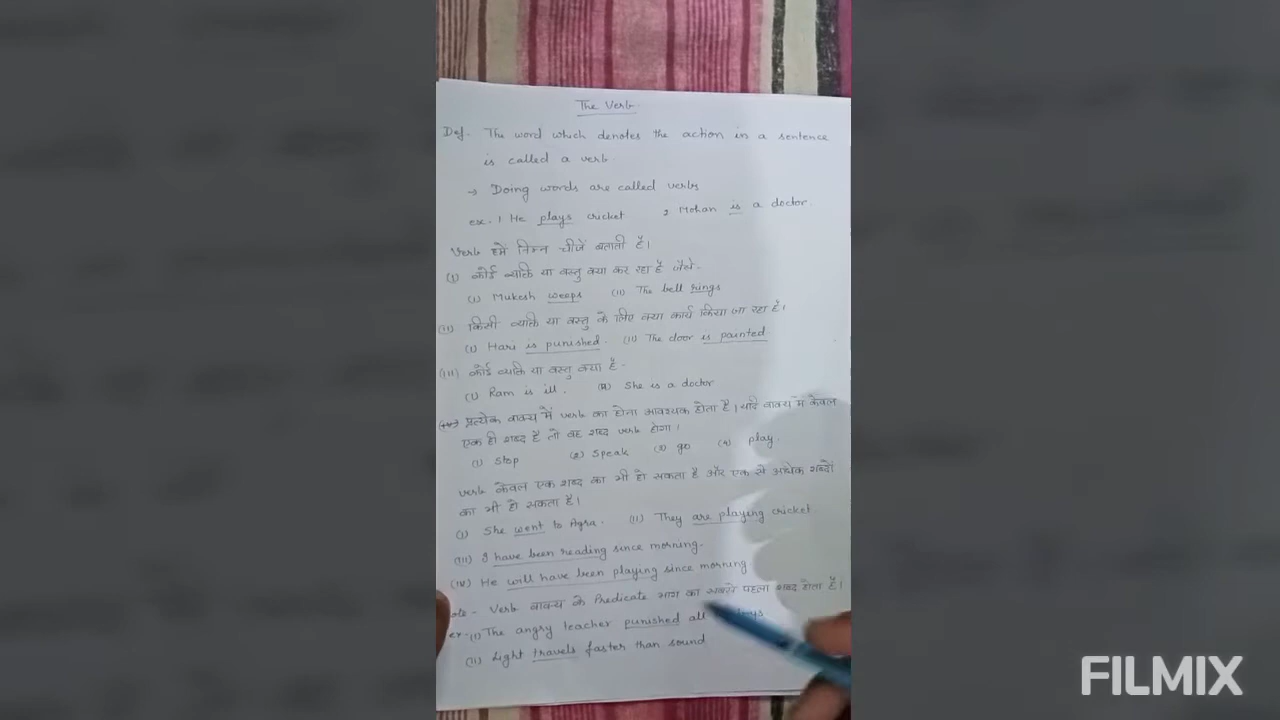 The Verb
Def. The word which denotes the action in a sentence
is called a verb.
→ Doing words are called verbs
ex. 1 He plays cricket 2 Mohan is a doctor.
Verb हमें निम्न चीजें बताती है।
(I) कोई व्यक्ति या वस्तु क्या कर रहा है जैसे-
(I) Mukesh weeps (II) The bell rings
(II) किसी व्यक्ति या वस्तु के लिए क्या कार्य किया जा रहा है।
(I) Hari is punished. (II) The door is painted.
(III) कोई व्यक्ति या वस्तु क्या है-
(I) Ram is ill. (II) She is a doctor
प्रत्येक वाक्य में verb का होना आवश्यक होता है। यदि वाक्य में केवल
एक ही शब्द है तो वह शब्द verb होगा।
(1) Stop (2) Speak (3) go (4) play.
verb केवल एक शब्द का भी हो सकता है और एक से अधिक शब्दों
का भी हो सकता है।
(I) She went to Agra. (II) They are playing cricket
(III) I have been reading since morning.
(IV) He will have been playing since morning
Verb वाक्य के Predicate भाग का सबसे पहला शब्द होता है।
ex-(I) The angry teacher punished all
(II) Light travels faster than sound
FILMIX